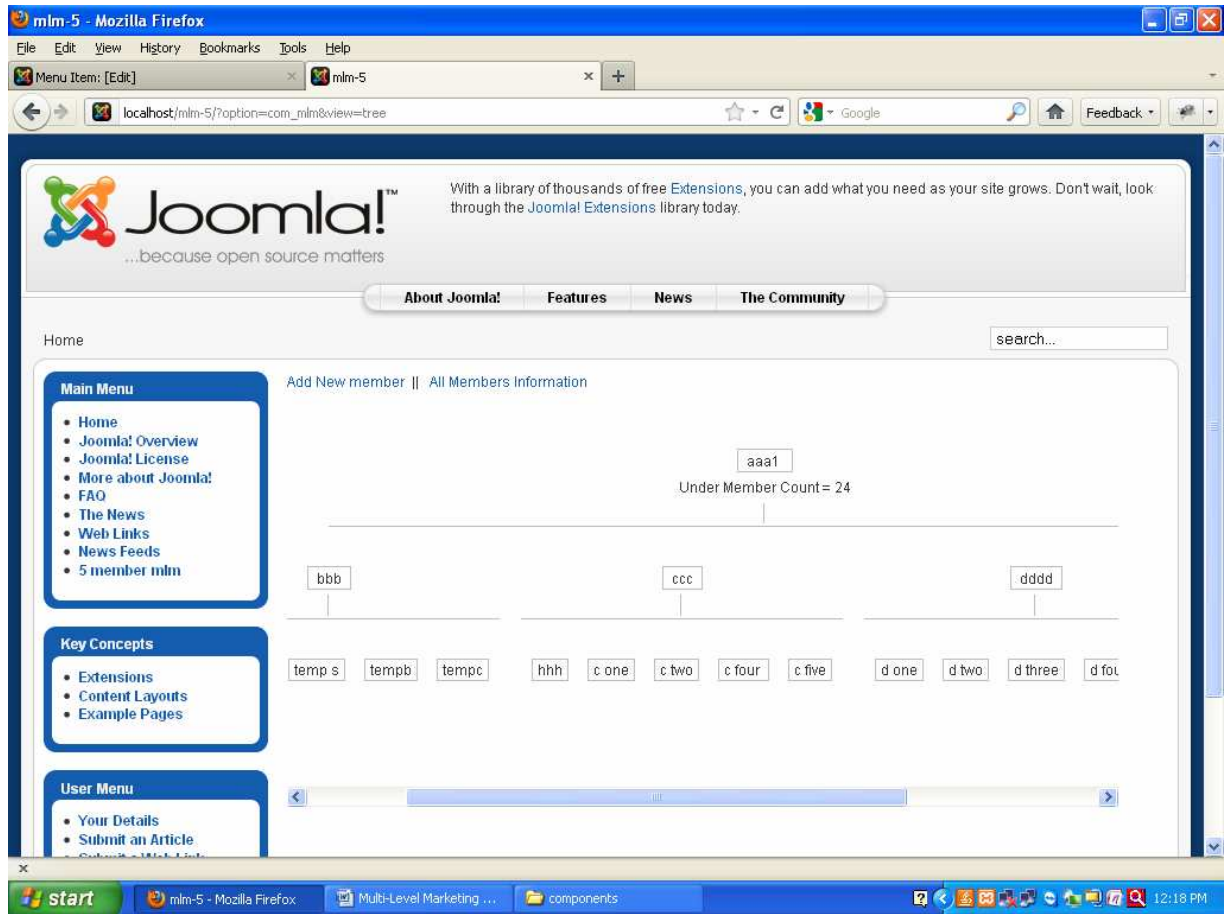 mlm-5 - Mozilla Firefox
File Edit View History Bookmarks Tools Help
Menu Item: [Edit]
mlm-5
localhost/mlm-5/?option=com_mlm&view=tree
Google
Feedback
Joomla!™
...because open source matters
With a library of thousands of free Extensions, you can add what you need as your site grows. Don't wait, look
through the Joomla! Extensions library today.
About Joomla! Features News The Community
Home
search...
Main Menu
Home
Joomla! Overview
Joomla! License
More about Joomla!
FAQ
The News
Web Links
News Feeds
5 member mlm
Key Concepts
Extensions
Content Layouts
Example Pages
User Menu
Your Details
Submit an Article
Submit a Web Link
Add New member || All Members Information
aaa1
Under Member Count = 24
bbb ccc dddd
temp s tempb tempc hhh c one c two c four c five d one d two d three d fou
start
mlm-5 - Mozilla Firefox
Multi-Level Marketing ...
components
12:18 PM